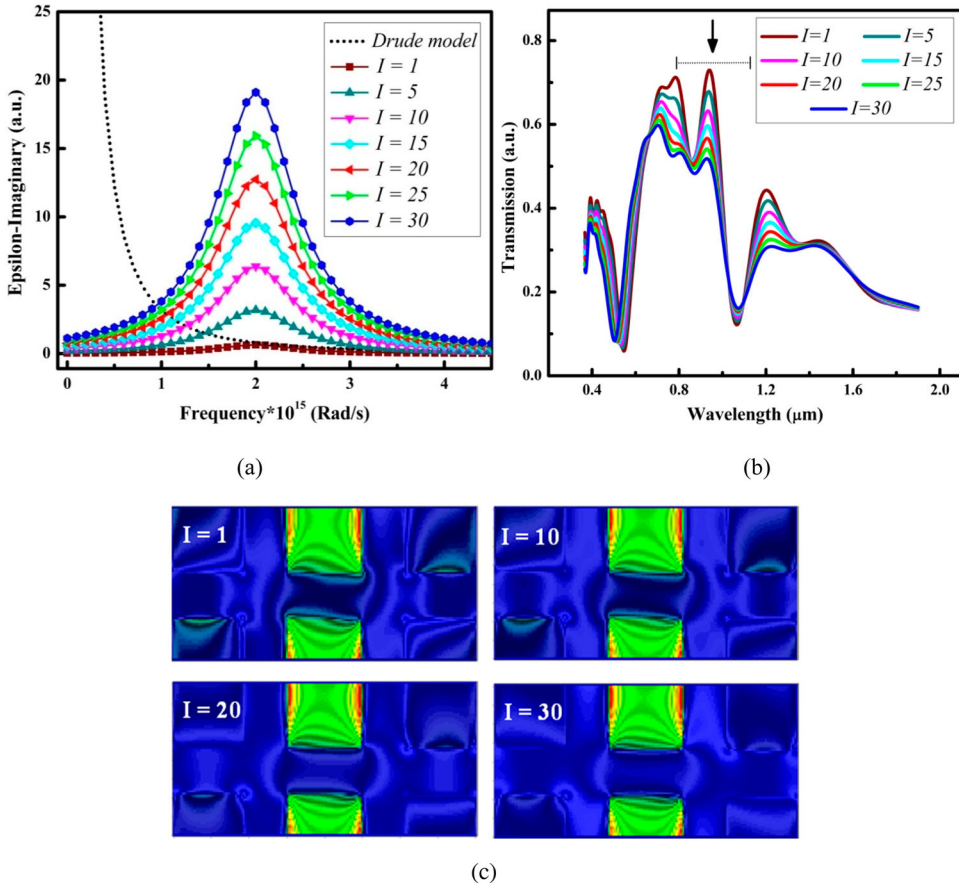 25
20
15
10
5
0
Epsilon-Imaginary (a.u.)
0 1 2 3 4
Frequency*10¹⁵ (Rad/s)
Drude model
I = 1
I = 5
I = 10
I = 15
I = 20
I = 25
I = 30
(a)
0.8
0.6
0.4
0.2
0.0
Transmission (a.u.)
0.4 0.8 1.2 1.6 2.0
Wavelength (μm)
I=1 I=5
I=10 I=15
I=20 I=25
I=30
(b)
I = 1
I = 10
I = 20
I = 30
(c)